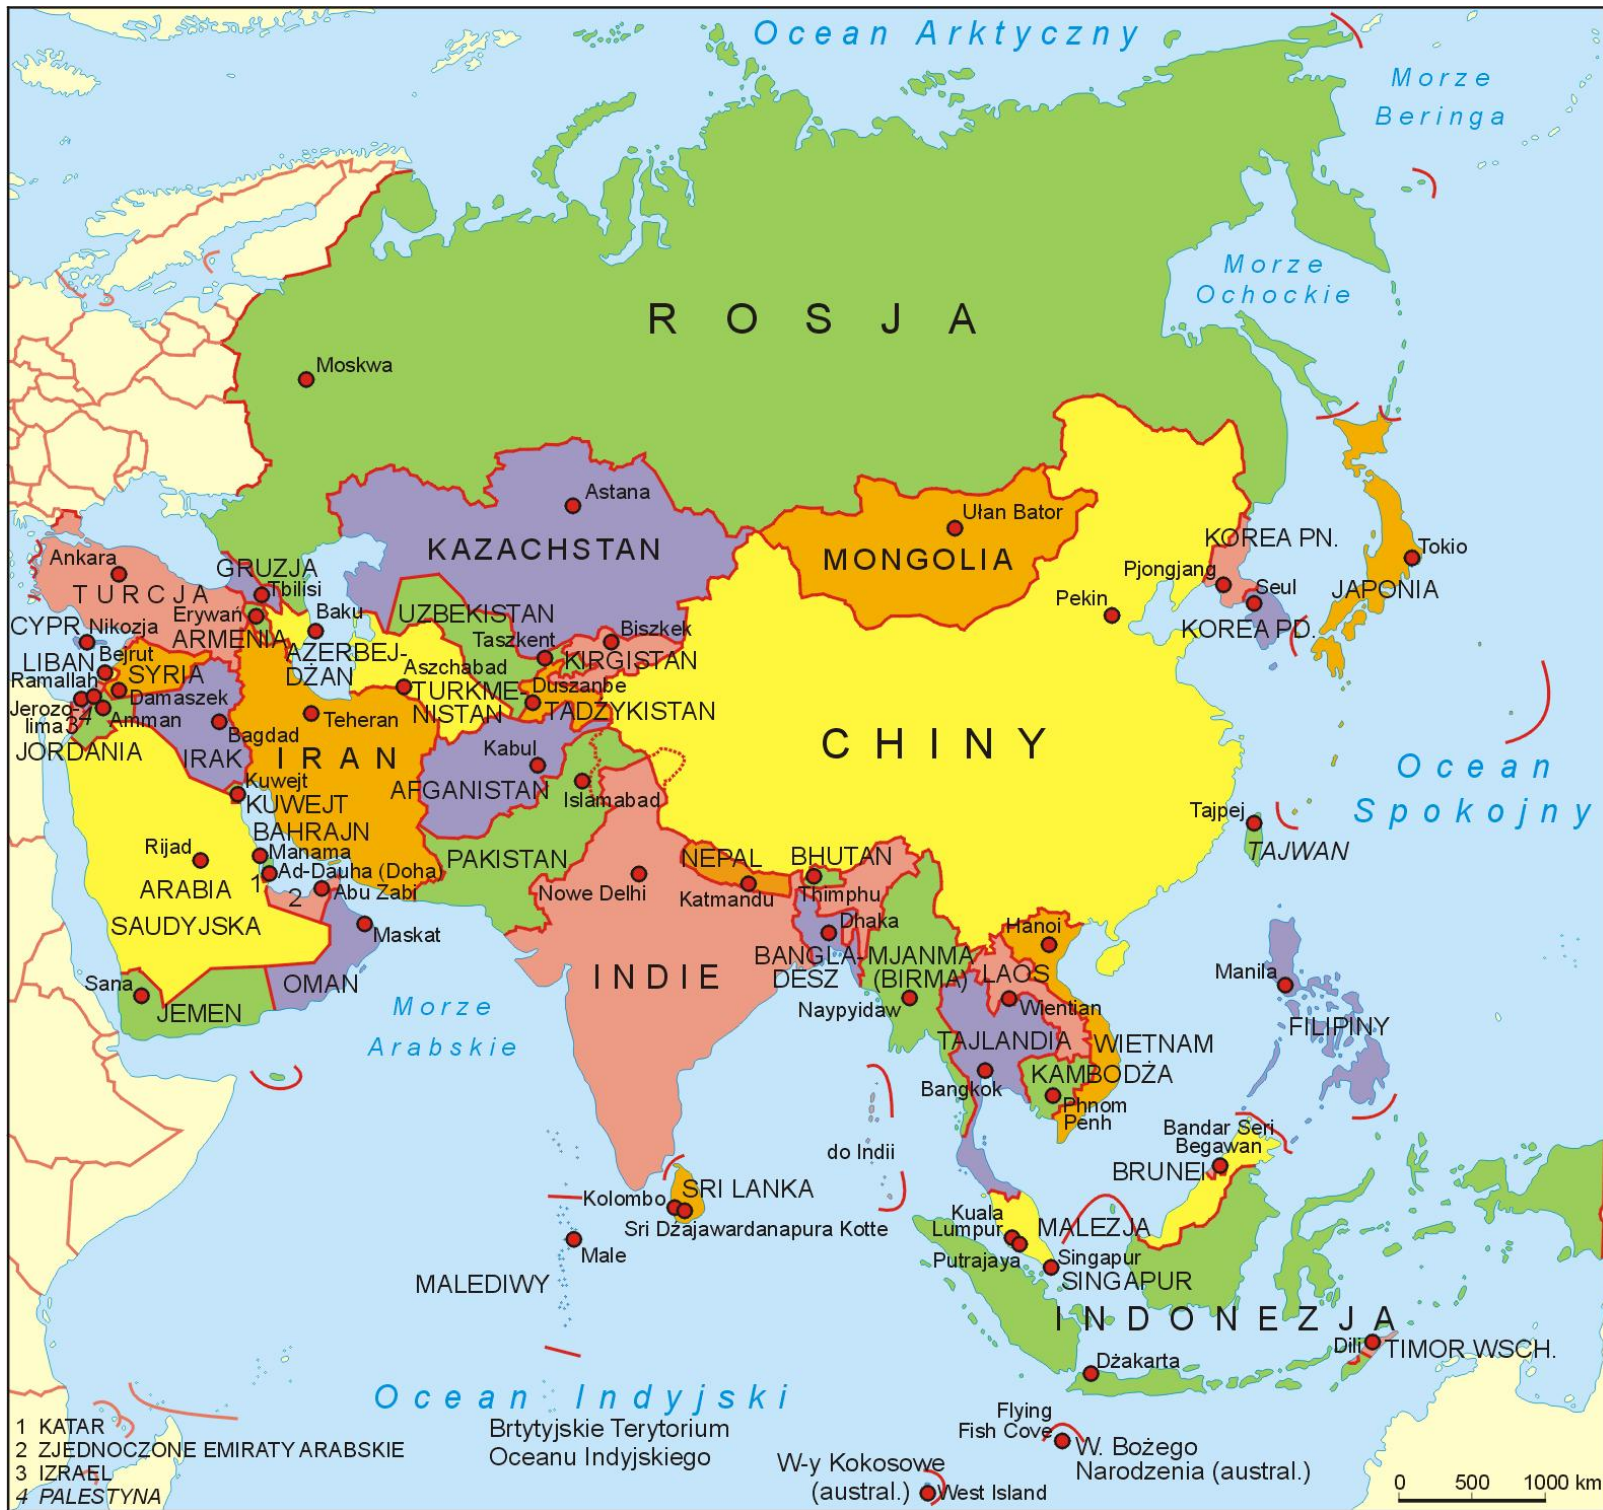 Ocean Arktyczny
Morze
Beringa
Morze
Ochockie
R O S J A
Moskwa
Astana
KAZACHSTAN
Ułan Bator
MONGOLIA
KOREA PN.
Tokio
Pjongjang
Seul
JAPONIA
Pekin
KOREA PD.
Ankara
TURCJA
GRUZJA
Tbilisi
Erywań
ARMENIA
Baku
AZERBEJ-
DŻAN
UZBEKISTAN
Taszkent
Biszkek
KIRGISTAN
CYPR
Nikozja
LIBAN
Bejrut
SYRIA
Ramallah
Damaszek
Jerozo-
lima
3
4
Amman
JORDANIA
Bagdad
IRAK
Teheran
IRAN
Aszchabad
TURKME-
NISTAN
Duszanbe
TADŻYKISTAN
Kabul
AFGANISTAN
Islamabad
CHINY
Ocean
Spokojny
Kuwejt
KUWEJT
BAHRAJN
Manama
Ad-Dauha (Doha)
1
2
Abu Zabi
Rijad
ARABIA
SAUDYJSKA
Maskat
OMAN
Sana
JEMEN
PAKISTAN
Nowe Delhi
NEPAL
Katmandu
BHUTAN
Thimphu
Tajpej
TAJWAN
INDIE
Dhaka
BANGLA-
DESZ
MJANMA
(BIRMA)
Naypyidaw
Hanoi
LAOS
Wientian
TAJLANDIA
WIETNAM
Bangkok
KAMBODŻA
Phnom
Penh
Manila
FILIPINY
Morze
Arabskie
do Indii
Bandar Seri
Begawan
BRUNEI
Kolombo
SRI LANKA
Sri Dżajawardanapura Kotte
Male
MALEDIWY
Kuala
Lumpur
MALEZJA
Putrajaya
Singapur
SINGAPUR
INDONEZJA
Dili
TIMOR WSCH.
Dżakarta
Ocean Indyjski
Brtytyjskie Terytorium
Oceanu Indyjskiego
Flying
Fish Cove
W. Bożego
Narodzenia (austral.)
W-y Kokosowe
(austral.)
West Island
1 KATAR
2 ZJEDNOCZONE EMIRATY ARABSKIE
3 IZRAEL
4 PALESTYNA
0 500 1000 km